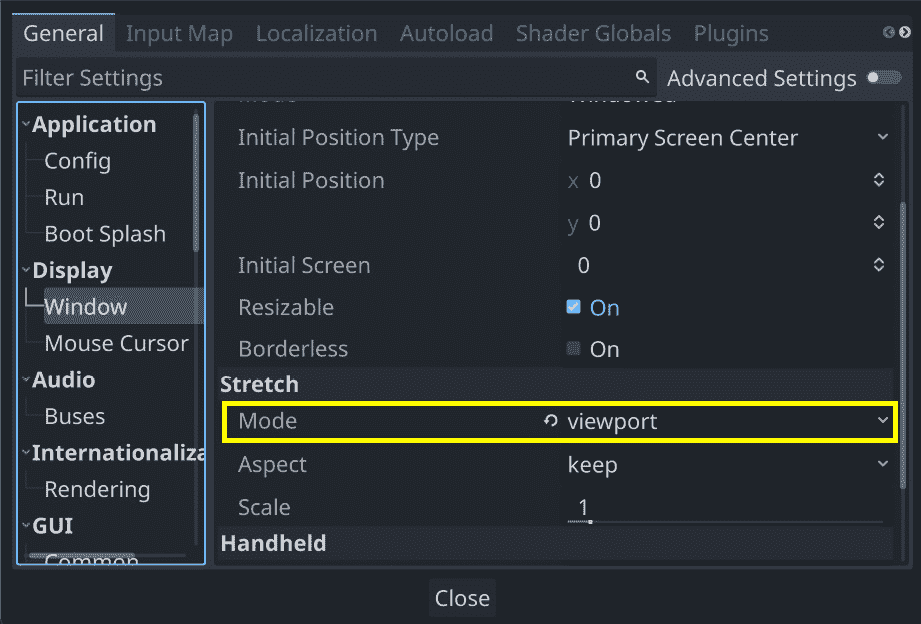 General Input Map Localization Autoload Shader Globals Plugins
Filter Settings Advanced Settings
Application
Config
Run
Boot Splash
Display
Window
Mouse Cursor
Audio
Buses
Internationaliza
Rendering
GUI
Common
Initial Position Type Primary Screen Center
Initial Position x 0
y 0
Initial Screen 0
Resizable On
Borderless On
Stretch
Mode viewport
Aspect keep
Scale 1
Handheld
Close